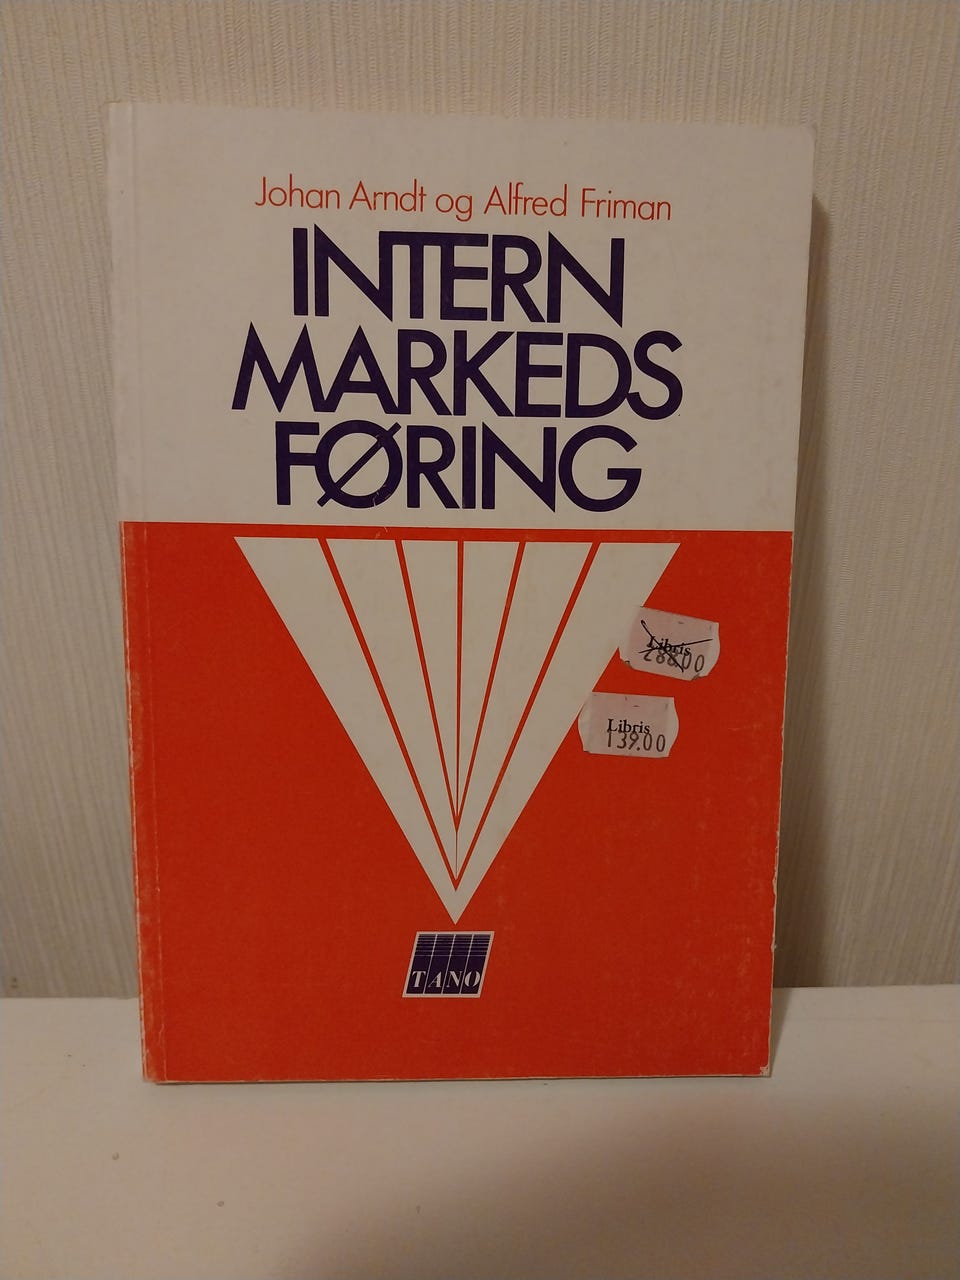 Johan Arndt og Alfred Friman
INTERN
MARKEDS
FØRING
Libris
288.00
Libris
139.00
TANO